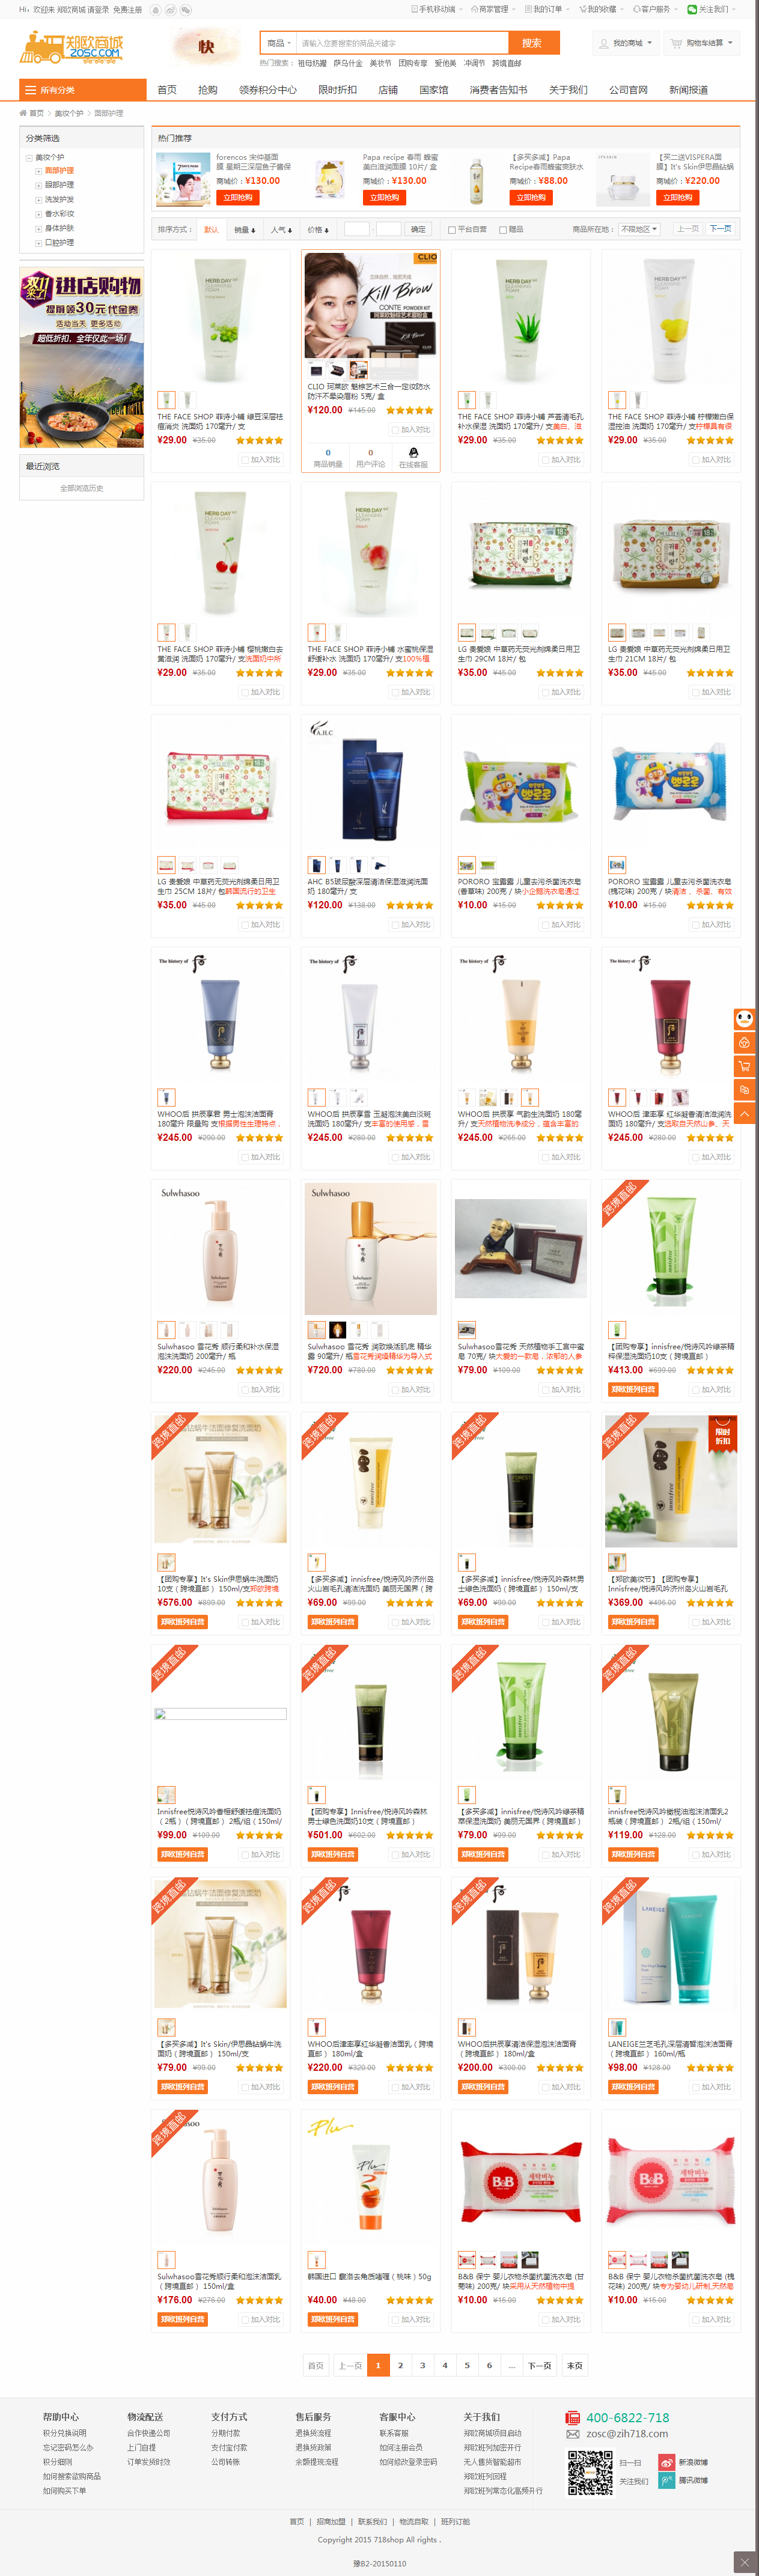 Hi，欢迎来 郑欧商城 请登录 免费注册
手机移动端 商家管理 我的订单 我的收藏 客户服务 关注我们
郑欧商城
ZOSC.COM
快
商品 请输入您要搜索的商品关键字 搜索
热门搜索： 祖母奶罐 萨乌什金 美妆节 团购专享 爱他美 冲调节 跨境直邮
我的商城 购物车结算
所有分类 首页 抢购 领券积分中心 限时折扣 店铺 国家馆 消费者告知书 关于我们 公司官网 新闻报道
首页 > 美妆个护 > 面部护理
分类筛选
美妆个护
面部护理
眼部护理
洗发护发
香水彩妆
身体护肤
口腔护理
双11来了 进店购物
提前领30元代金券
活动当天 更多活动
超低折扣，全年仅此一场！
最近浏览
全部浏览历史
热门推荐
forencos 宋仲基面
膜 星期三深层鱼子酱保
商城价：¥130.00
立即抢购
Papa recipe 春雨 蜂蜜
美白滋润面膜 10片/ 盒
商城价：¥130.00
立即抢购
【多买多减】Papa
Recipe春雨蜂蜜爽肤水
商城价：¥88.00
立即抢购
【买二送VISPERA面
膜】It's Skin伊思晶钻蜗
商城价：¥220.00
立即抢购
排序方式： 默认 销量 人气 价格 - 确定 平台自营 赠品 商品所在地： 不限地区 上一页 下一页
THE FACE SHOP 菲诗小铺 绿豆深层祛
痘消炎 洗面奶 170毫升/ 支
¥29.00 ¥35.00
加入对比
CLIO
Kill Brow
CONTE POWDER KIT
CLIO 珂莱欧 魅棕艺术三合一定妆防水
防汗不晕染眉粉 5克/ 盒
¥120.00 ¥145.00
加入对比
0 0
商品销量 用户评论 在线客服
THE FACE SHOP 菲诗小铺 芦荟清毛孔
补水保湿 洗面奶 170毫升/ 支美白、滋
¥29.00 ¥35.00
加入对比
THE FACE SHOP 菲诗小铺 柠檬嫩白保
湿控油 洗面奶 170毫升/ 支柠檬具有很
¥29.00 ¥35.00
加入对比
THE FACE SHOP 菲诗小铺 樱桃嫩白去
黄滋润 洗面奶 170毫升/ 支洗面奶中所
¥29.00 ¥35.00
加入对比
THE FACE SHOP 菲诗小铺 水蜜桃保湿
舒缓补水 洗面奶 170毫升/ 支100%植
¥29.00 ¥35.00
加入对比
LG 贵爱娘 中草药无荧光剂绵柔日用卫
生巾 29CM 18片/ 包
¥35.00 ¥45.00
加入对比
LG 贵爱娘 中草药无荧光剂绵柔日用卫
生巾 21CM 18片/ 包
¥35.00 ¥45.00
加入对比
LG 贵爱娘 中草药无荧光剂绵柔日用卫
生巾 25CM 18片/ 包韩国流行的卫生
¥35.00 ¥45.00
加入对比
A.H.C
AHC B5玻尿酸深层清洁保湿滋润洗面
奶 180毫升/ 支
¥120.00 ¥138.00
加入对比
PORORO 宝露露 儿童去污杀菌洗衣皂
(香草味) 200克 / 块小企鹅洗衣皂通过
¥10.00 ¥15.00
加入对比
PORORO 宝露露 儿童去污杀菌洗衣皂
(槐花味) 200克 / 块清洁 、杀菌、有效
¥10.00 ¥15.00
加入对比
The history of 후
WHOO后 拱辰享君 男士泡沫洁面膏
180毫升 限量购 支根据男性生理特点，
¥245.00 ¥290.00
加入对比
The history of 후
WHOO后 拱辰享雪 玉凝泡沫美白淡斑
洗面奶 180毫升/ 支丰富的使用感，雪
¥245.00 ¥280.00
加入对比
The history of 후
WHOO后 拱辰享 气韵生洗面奶 180毫
升/ 支天然植物洗净成分，蕴含丰富的
¥245.00 ¥265.00
加入对比
The history of 후
WHOO后 津率享 红华凝香清洁滋润洗
面奶 180毫升/ 支选取自天然山参、天
¥245.00 ¥280.00
加入对比
Sulwhasoo
Sulwhasoo 雪花秀 顺行柔和补水保湿
泡沫洗面奶 200毫升/ 瓶
¥220.00 ¥245.00
加入对比
Sulwhasoo
Sulwhasoo 雪花秀 润致焕活肌底 精华
露 90毫升/ 瓶雪花秀润燥精华为导入式
¥720.00 ¥780.00
加入对比
Sulwhasoo雪花秀 天然植物手工宫中蜜
皂 70克/ 块大爱的一款皂，浓郁的人参
¥79.00 ¥109.00
加入对比
跨境直邮
【团购专享】innisfree/悦诗风吟绿茶精
粹保湿洗面奶10支（跨境直邮）
¥413.00 ¥699.00
郑欧班列自营 加入对比
跨境直邮
【团购专享】It's Skin伊思蜗牛洗面奶
10支（跨境直邮） 150ml/支郑欧跨境
¥576.00 ¥899.00
郑欧班列自营 加入对比
跨境直邮
【多买多减】innisfree/悦诗风吟济州岛
火山岩毛孔清洁洗面奶 美丽无国界（跨
¥69.00 ¥99.00
郑欧班列自营 加入对比
跨境直邮
【多买多减】innisfree/悦诗风吟森林男
士绿色洗面奶（跨境直邮） 150ml/支
¥69.00 ¥99.00
郑欧班列自营 加入对比
跨境直邮
限时折扣
【郑欧美妆节】【团购专享】
Innisfree/悦诗风吟济州岛火山岩毛孔
¥369.00 ¥496.00
郑欧班列自营 加入对比
跨境直邮
Innisfree悦诗风吟香榧舒缓祛痘洗面奶
（2瓶）（跨境直邮） 2瓶/组（150ml/
¥99.00 ¥109.00
郑欧班列自营 加入对比
跨境直邮
【团购专享】Innisfree/悦诗风吟森林
男士绿色洗面奶10支（跨境直邮）
¥501.00 ¥602.00
郑欧班列自营 加入对比
跨境直邮
【多买多减】innisfree/悦诗风吟绿茶精
萃保湿洗面奶 美丽无国界（跨境直邮）
¥79.00 ¥99.00
郑欧班列自营 加入对比
跨境直邮
innisfree悦诗风吟橄榄油泡沫洁面乳2
瓶装（跨境直邮） 2瓶/组（150ml/
¥119.00 ¥128.00
郑欧班列自营 加入对比
跨境直邮
【多买多减】It's Skin/伊思晶钻蜗牛洗
面奶（跨境直邮） 150ml/支
¥79.00 ¥99.00
郑欧班列自营 加入对比
跨境直邮
WHOO后津率享红华凝香洁面乳（跨境
直邮） 180ml/盒
¥220.00 ¥320.00
郑欧班列自营 加入对比
跨境直邮
WHOO后拱辰享清洁保湿泡沫洁面膏
（跨境直邮） 180ml/盒
¥200.00 ¥300.00
郑欧班列自营 加入对比
跨境直邮
LANEIGE
LANEIGE兰芝毛孔深层清皙泡沫洁面膏
（跨境直邮） 160ml/瓶
¥98.00 ¥128.00
郑欧班列自营 加入对比
跨境直邮
Sulwhasoo雪花秀顺行柔和泡沫洁面乳
（跨境直邮） 150ml/盒
¥176.00 ¥278.00
郑欧班列自营 加入对比
Plu
韩国进口 馥洛去角质啫喱（桃味）50g
¥40.00 ¥48.00
郑欧班列自营 加入对比
B&B
B&B 保宁 婴儿衣物杀菌抗菌洗衣皂 (甘
菊味) 200克/ 块采用从天然植物中提
¥10.00 ¥15.00
加入对比
B&B
B&B 保宁 婴儿衣物杀菌抗菌洗衣皂 (槐
花味) 200克/ 块专为婴幼儿研制,天然皂
¥10.00 ¥15.00
加入对比
首页 上一页 1 2 3 4 5 6 ... 下一页 末页
帮助中心 物流配送 支付方式 售后服务 客服中心 关于我们
积分兑换说明 合作快递公司 分期付款 退换货流程 联系客服 郑欧商城项目启动
忘记密码怎么办 上门自提 支付宝付款 退换货政策 如何注册会员 郑欧班列加密开行
积分细则 订单发货时效 公司转账 余额提现流程 如何修改登录密码 无人售货智能超市
如何搜索欲购商品 郑欧班列回程
如何购买下单 郑欧班列常态化高频开行
400-6822-718
zosc@zih718.com
扫一扫
关注我们
新浪微博
腾讯微博
首页 | 招商加盟 | 联系我们 | 物流自取 | 班列订舱
Copyright 2015 718shop All rights .
豫B2-20150110